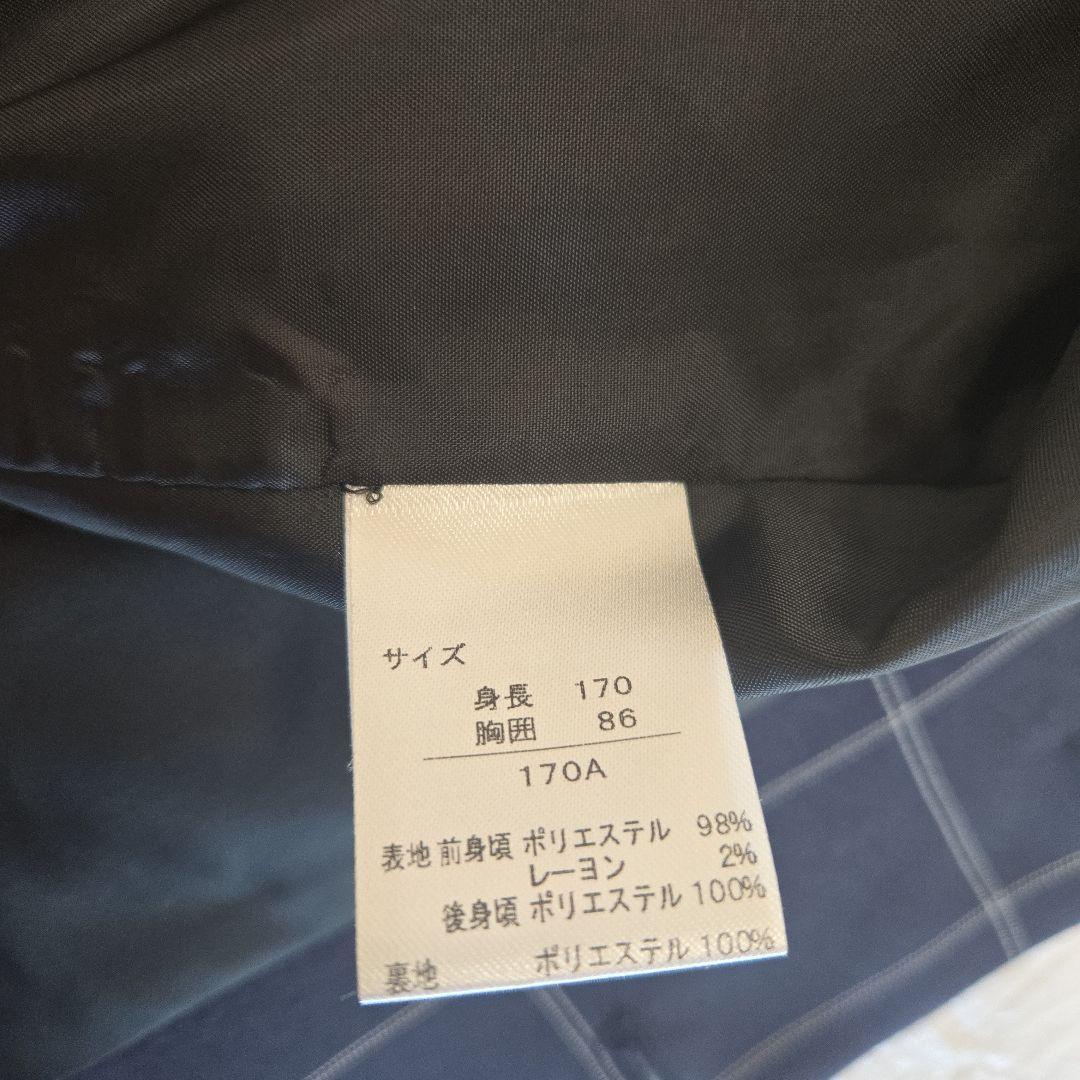 サイズ
身長 170
胸囲 86
170A
表地 前身頃 ポリエステル 98%
レーヨン 2%
後身頃 ポリエステル 100%
裏地 ポリエステル 100%